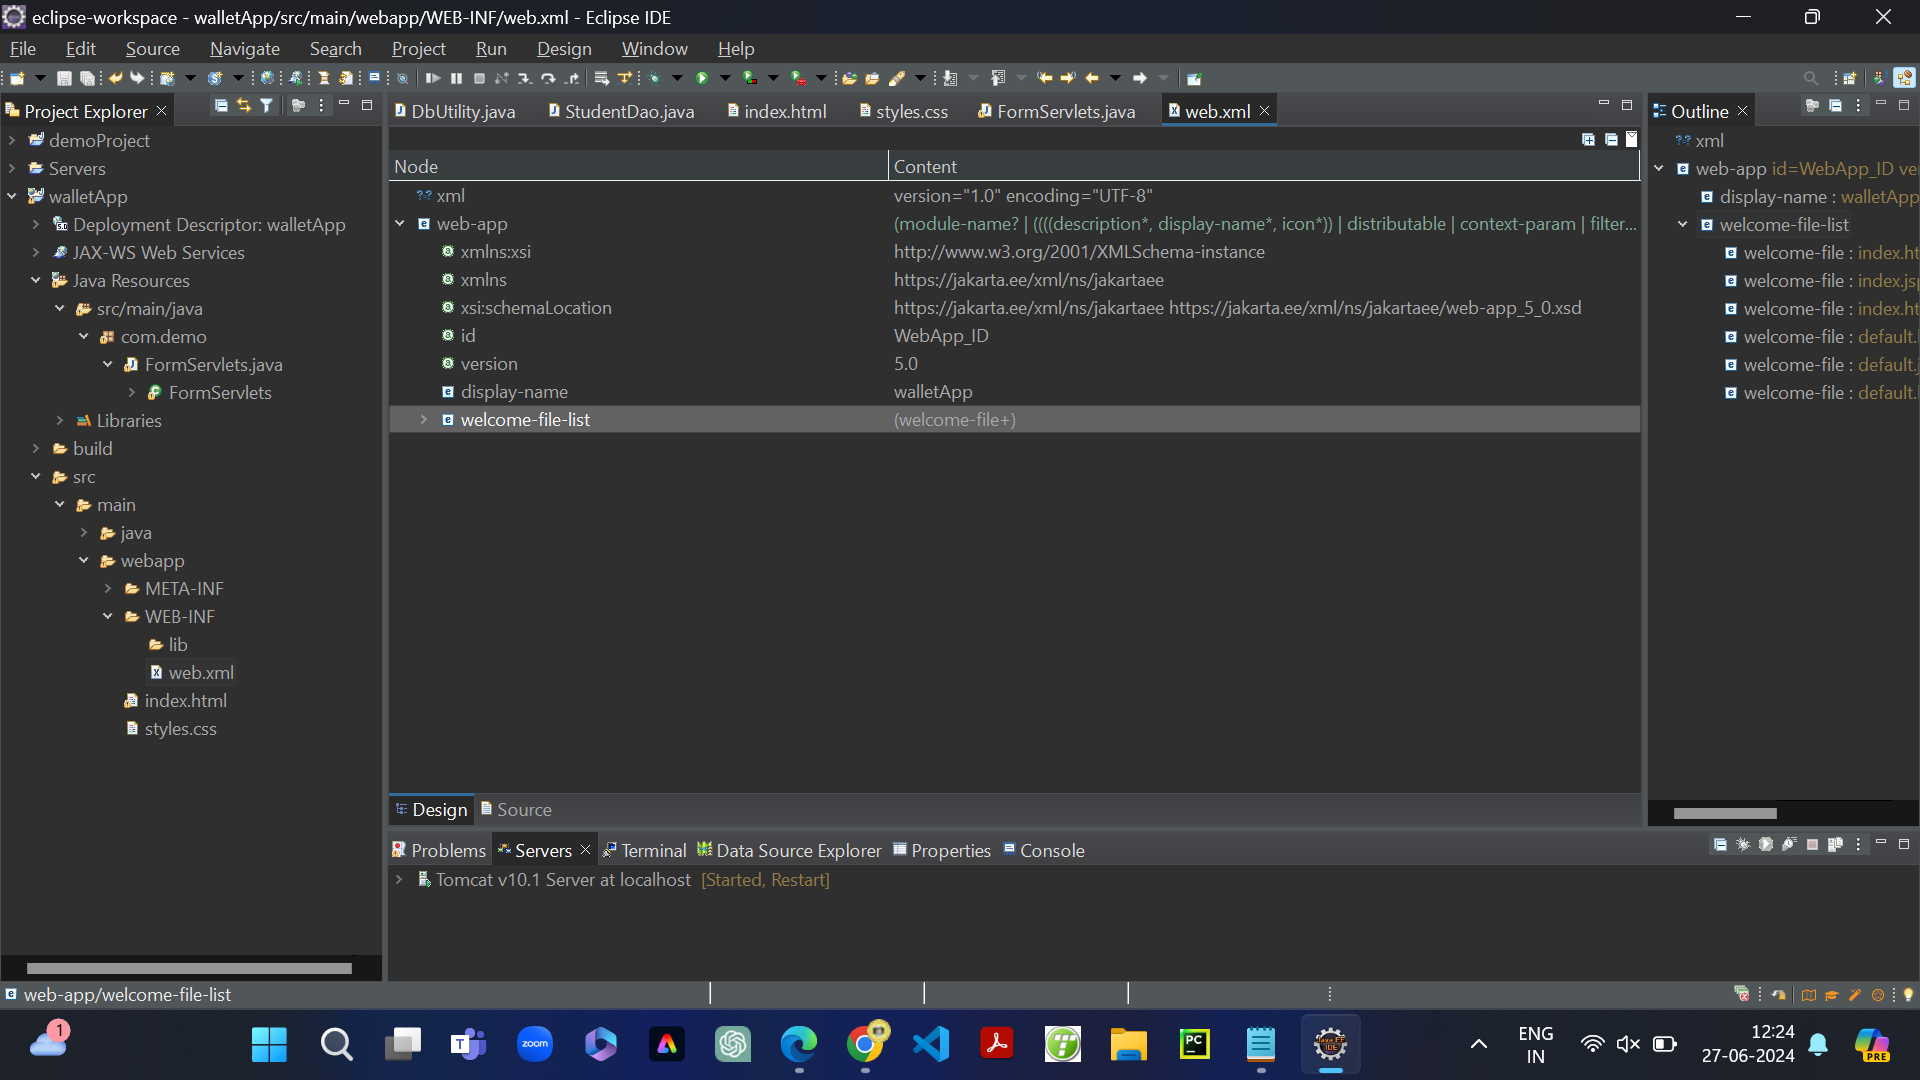 eclipse-workspace - walletApp/src/main/webapp/WEB-INF/web.xml - Eclipse IDE
File Edit Source Navigate Search Project Run Design Window Help
Project Explorer
demoProject
Servers
walletApp
Deployment Descriptor: walletApp
JAX-WS Web Services
Java Resources
src/main/java
com.demo
FormServlets.java
FormServlets
Libraries
build
src
main
java
webapp
META-INF
WEB-INF
lib
web.xml
index.html
styles.css
DbUtility.java StudentDao.java index.html styles.css FormServlets.java web.xml
Node Content
xml version="1.0" encoding="UTF-8"
web-app (module-name? | ((((description*, display-name*, icon*)) | distributable | context-param | filter...
xmlns:xsi http://www.w3.org/2001/XMLSchema-instance
xmlns https://jakarta.ee/xml/ns/jakartaee
xsi:schemaLocation https://jakarta.ee/xml/ns/jakartaee https://jakarta.ee/xml/ns/jakartaee/web-app_5_0.xsd
id WebApp_ID
version 5.0
display-name walletApp
welcome-file-list (welcome-file+)
Design Source
Outline
xml
web-app id=WebApp_ID ve
display-name : walletApp
welcome-file-list
welcome-file : index.ht
welcome-file : index.jsp
welcome-file : index.ht
welcome-file : default.
welcome-file : default.j
welcome-file : default.
Problems Servers Terminal Data Source Explorer Properties Console
Tomcat v10.1 Server at localhost [Started, Restart]
web-app/welcome-file-list
1
zoom
PC
ENG
IN
12:24
27-06-2024
PRE